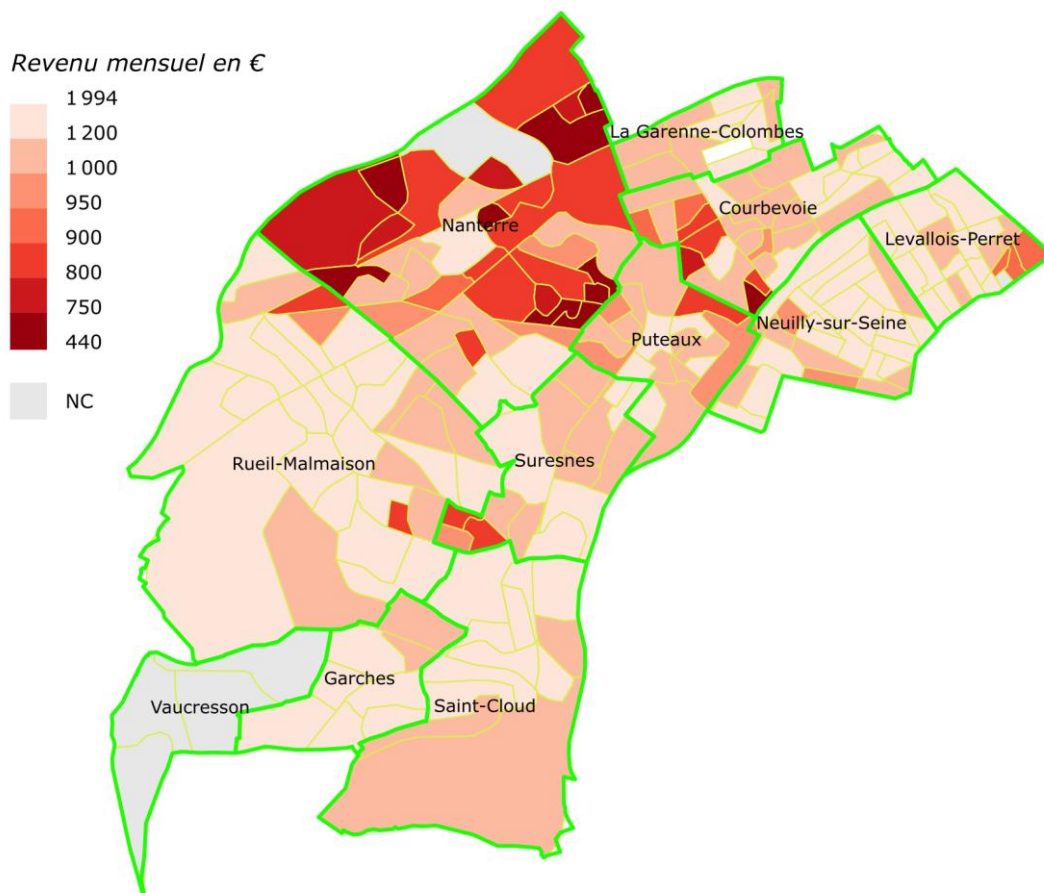 Revenu mensuel en €
1 994
1 200
1 000
950
900
800
750
440
NC
La Garenne-Colombes
Courbevoie
Nanterre
Levallois-Perret
Neuilly-sur-Seine
Puteaux
Rueil-Malmaison
Suresnes
Garches
Vaucresson
Saint-Cloud